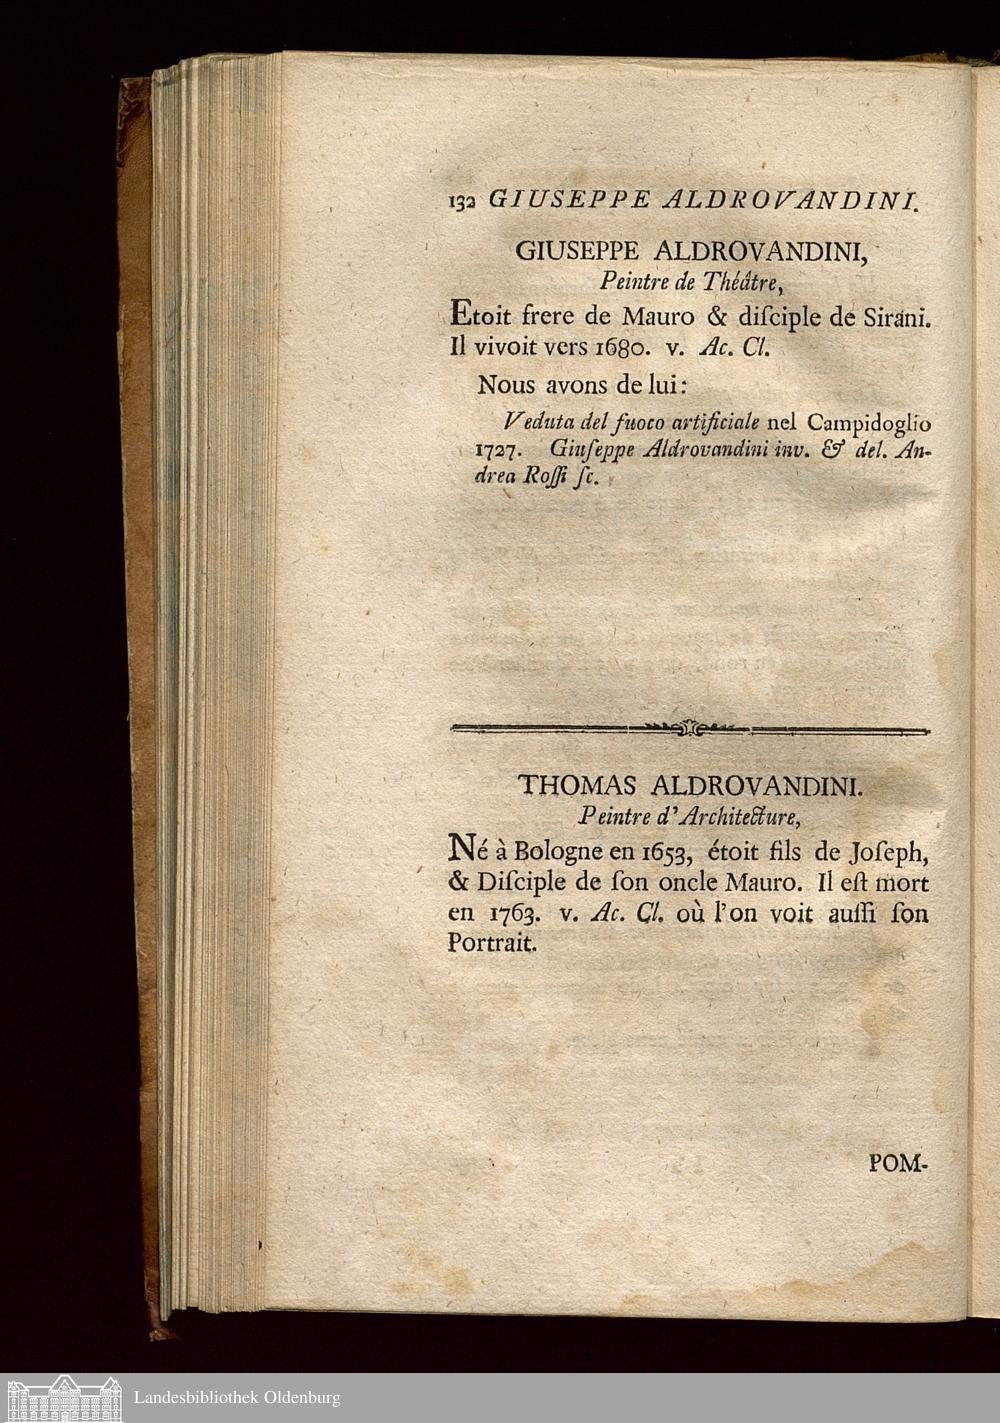 132 GIUSEPPE ALDROVANDINI.
GIUSEPPE ALDROVANDINI,
Peintre de Théâtre,
Etoit frere de Mauro & diſciple de Sirani.
Il vivoit vers 1680. v. Ac. Cl.
Nous avons de lui:
Veduta del fuoco artificiale nel Campidoglio
1727. Giuſeppe Aldrovandini inv. & del. An-
drea Roſſi ſc.
THOMAS ALDROVANDINI.
Peintre d'Architecture,
Né à Bologne en 1653, étoit fils de Joſeph,
& Diſciple de ſon oncle Mauro. Il eſt mort
en 1763. v. Ac. Cl. où l'on voit auſſi ſon
Portrait.
POM-
Landesbibliothek Oldenburg